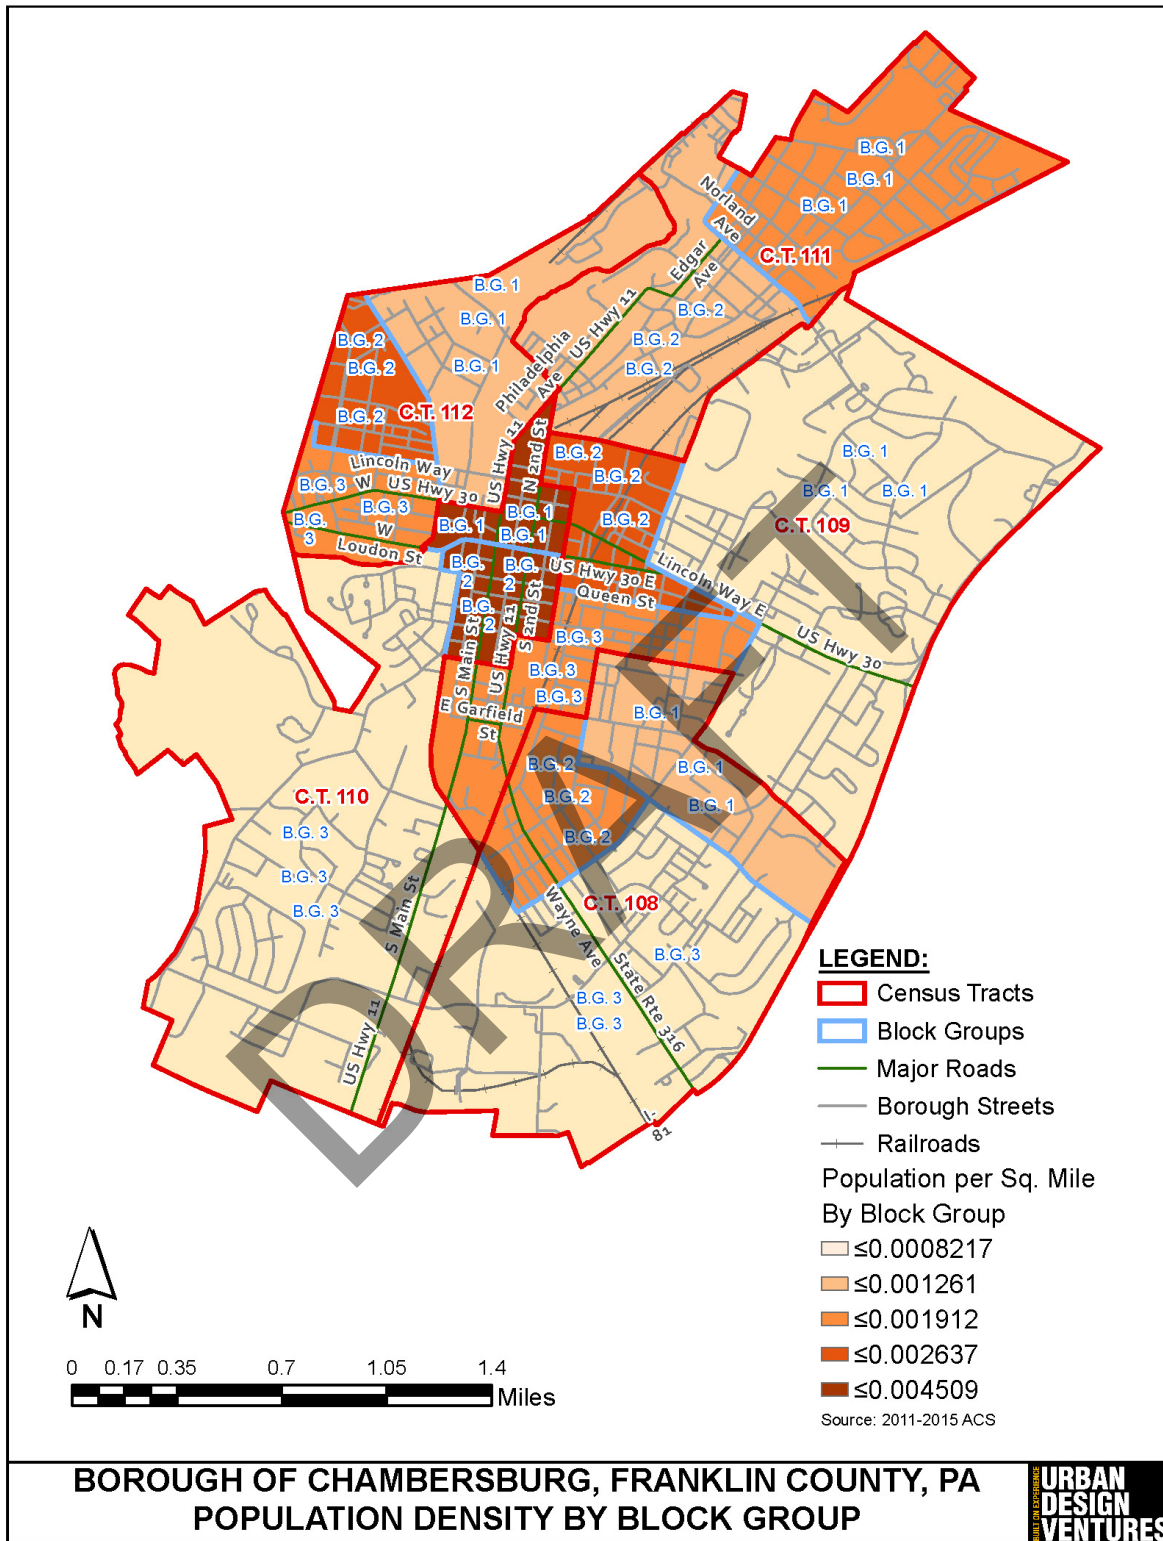 B.G. 1
B.G. 1
B.G. 1
Norland
Ave
C.T. 111
Edgar
Ave
B.G. 1
B.G. 1
B.G. 1
US Hwy 11
B.G. 2
B.G. 2
B.G. 2
Philadelphia
Ave
B.G. 2
B.G. 2
B.G. 2
C.T. 112
US Hwy 11
N 2nd St
B.G. 2
B.G. 2
B.G. 2
Lincoln Way
W
US Hwy 30
B.G. 3
B.G. 3
B.G.
3
W
Loudon St
B.G. 1
B.G. 1
B.G. 1
B.G. 1
B.G. 1
B.G. 1
C.T. 109
B.G.
2
B.G.
2
B.G.
2
US Hwy 30 E
Queen St
Lincoln Way E
US Hwy 30
S Main St
US Hwy 11
S 2nd St
B.G. 3
B.G. 3
B.G. 3
E Garfield
St
B.G. 1
B.G. 1
B.G. 1
B.G. 2
B.G. 2
B.G. 2
C.T. 110
B.G. 3
B.G. 3
B.G. 3
S Main St
US Hwy 11
C.T. 108
Wayne Ave
State Rte 316
B.G. 3
B.G. 3
B.G. 3
I-
81
DRAFT
LEGEND:
Census Tracts
Block Groups
Major Roads
Borough Streets
Railroads
Population per Sq. Mile
By Block Group
≤0.0008217
≤0.001261
≤0.001912
≤0.002637
≤0.004509
Source: 2011-2015 ACS
N
0 0.17 0.35 0.7 1.05 1.4
Miles
BOROUGH OF CHAMBERSBURG, FRANKLIN COUNTY, PA
POPULATION DENSITY BY BLOCK GROUP
BUILT ON EXPERIENCE
URBAN
DESIGN
VENTURES